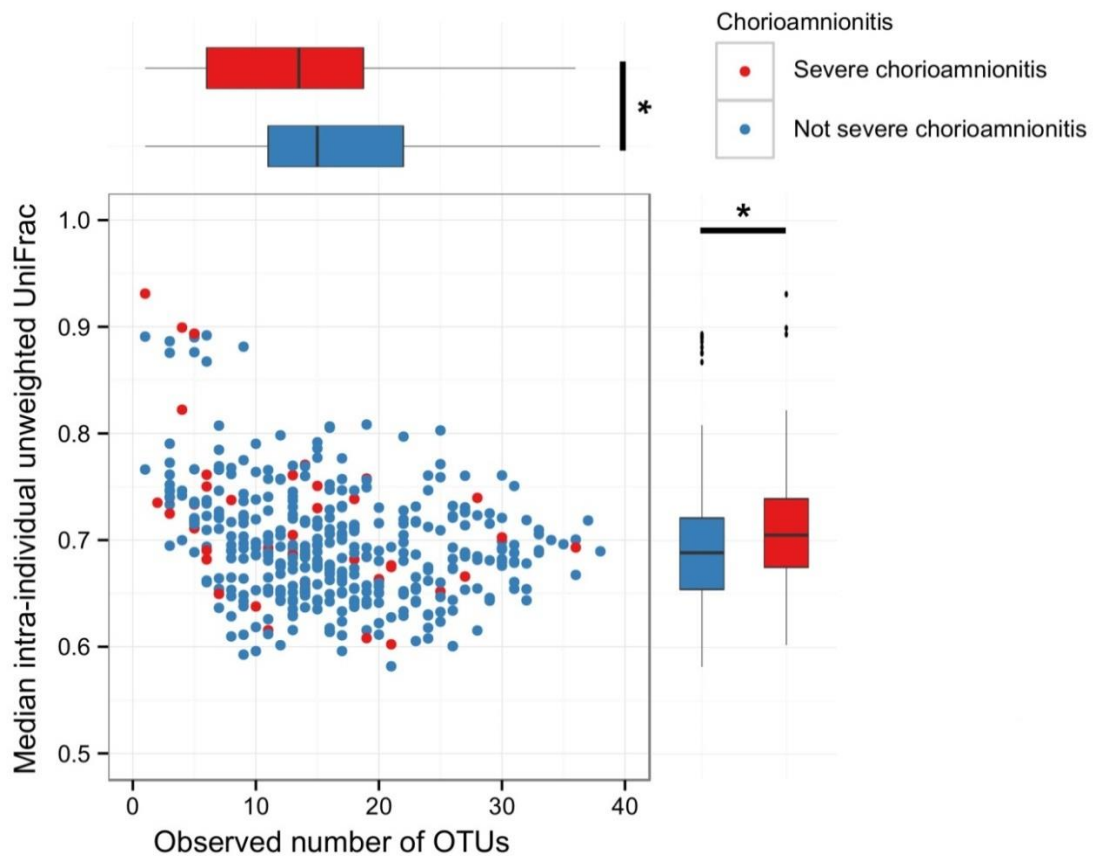 Chorioamnionitis
Severe chorioamnionitis
Not severe chorioamnionitis
*
*
Median intra-individual unweighted UniFrac
1.0
0.9
0.8
0.7
0.6
0.5
0 10 20 30 40
Observed number of OTUs